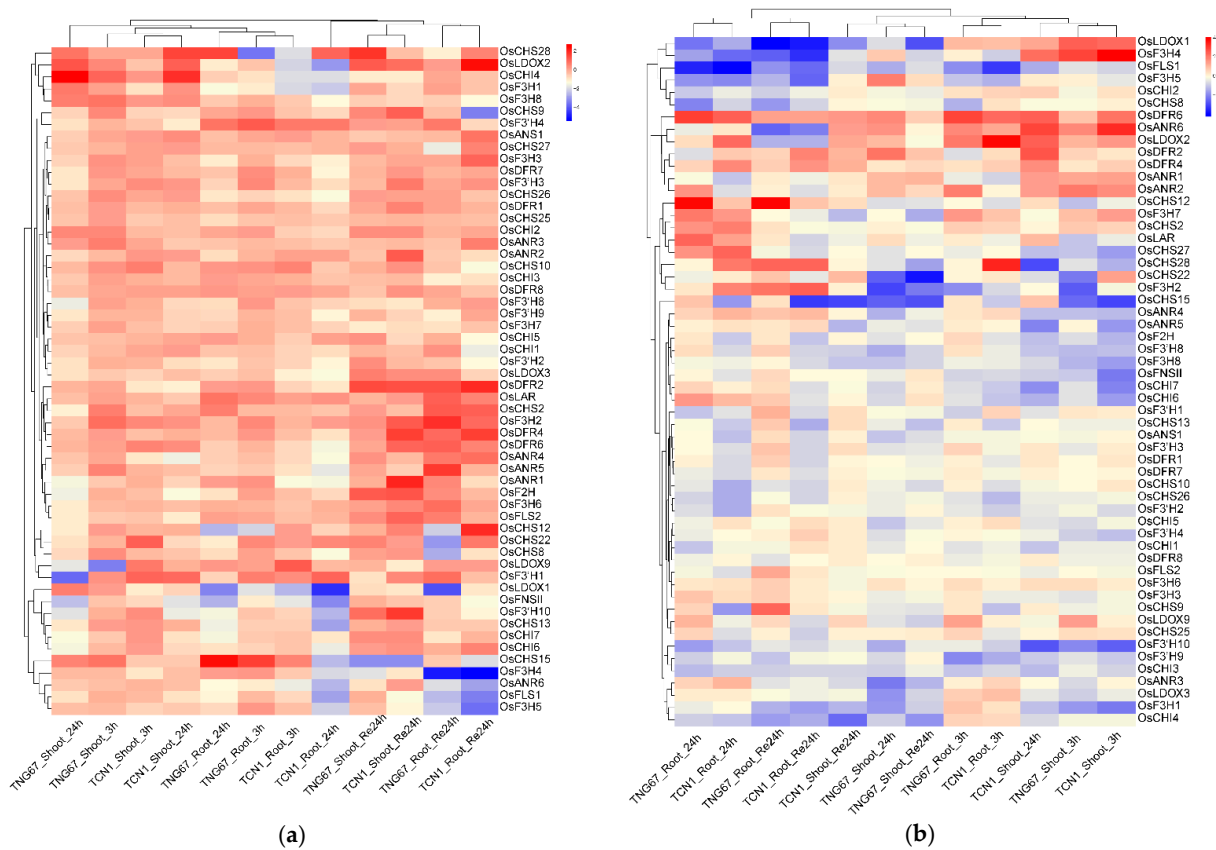 OsCHS28
OsLDOX2
OsCHI4
OsF3H1
OsF3H8
OsCHS9
OsF3'H4
OsANS1
OsCHS27
OsF3H3
OsDFR7
OsF3'H3
OsCHS26
OsDFR1
OsCHS25
OsCHI2
OsANR3
OsANR2
OsCHS10
OsCHI3
OsDFR8
OsF3'H8
OsF3'H9
OsF3H7
OsCHI5
OsCHI1
OsF3'H2
OsLDOX3
OsDFR2
OsLAR
OsCHS2
OsF3H2
OsDFR4
OsDFR6
OsANR4
OsANR5
OsANR1
OsF2H
OsF3H6
OsFLS2
OsCHS12
OsCHS22
OsCHS8
OsLDOX9
OsF3'H1
OsLDOX1
OsFNSII
OsF3'H10
OsCHS13
OsCHI7
OsCHI6
OsCHS15
OsF3H4
OsANR6
OsFLS1
OsF3H5
2
0
−2
−4
TNG67_Shoot_24h
TNG67_Shoot_3h
TCN1_Shoot_3h
TCN1_Shoot_24h
TNG67_Root_24h
TNG67_Root_3h
TCN1_Root_3h
TCN1_Root_24h
TNG67_Shoot_Re24h
TCN1_Shoot_Re24h
TNG67_Root_Re24h
TCN1_Root_Re24h
(a)
OsLDOX1
OsF3H4
OsFLS1
OsF3H5
OsCHI2
OsCHS8
OsDFR6
OsANR6
OsLDOX2
OsDFR2
OsDFR4
OsANR1
OsANR2
OsCHS12
OsF3H7
OsCHS2
OsLAR
OsCHS27
OsCHS28
OsCHS22
OsF3H2
OsCHS15
OsANR4
OsANR5
OsF2H
OsF3'H8
OsF3H8
OsFNSII
OsCHI7
OsCHI6
OsF3'H1
OsCHS13
OsANS1
OsF3'H3
OsDFR1
OsDFR7
OsCHS10
OsCHS26
OsF3'H2
OsCHI5
OsF3'H4
OsCHI1
OsDFR8
OsFLS2
OsF3H6
OsF3H3
OsCHS9
OsLDOX9
OsCHS25
OsF3'H10
OsF3'H9
OsCHI3
OsANR3
OsLDOX3
OsF3H1
OsCHI4
TNG67_Root_24h
TCN1_Root_24h
TNG67_Root_Re24h
TCN1_Root_Re24h
TCN1_Shoot_Re24h
TNG67_Shoot_24h
TNG67_Shoot_Re24h
TNG67_Root_3h
TCN1_Root_3h
TCN1_Shoot_24h
TNG67_Shoot_3h
TCN1_Shoot_3h
(b)